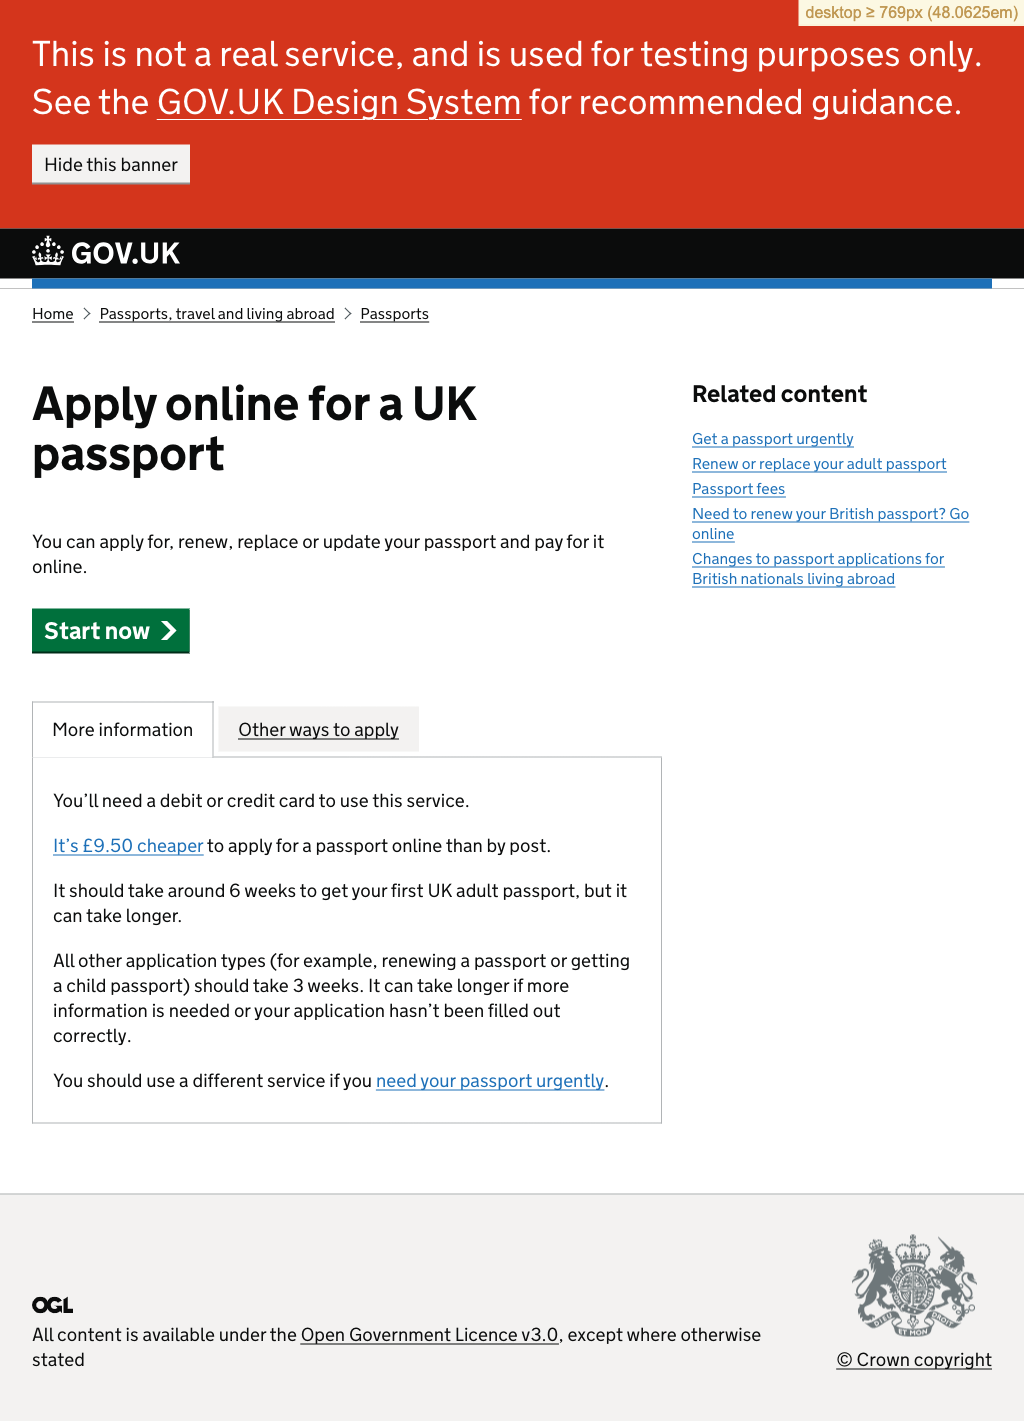 desktop ≥ 769px (48.0625em)
This is not a real service, and is used for testing purposes only.
See the GOV.UK Design System for recommended guidance.
Hide this banner
GOV.UK
Home
Passports, travel and living abroad
Passports
Apply online for a UK
passport
You can apply for, renew, replace or update your passport and pay for it
online.
Start now
More information
Other ways to apply
You’ll need a debit or credit card to use this service.
It’s £9.50 cheaper to apply for a passport online than by post.
It should take around 6 weeks to get your first UK adult passport, but it
can take longer.
All other application types (for example, renewing a passport or getting
a child passport) should take 3 weeks. It can take longer if more
information is needed or your application hasn’t been filled out
correctly.
You should use a different service if you need your passport urgently.
Related content
Get a passport urgently
Renew or replace your adult passport
Passport fees
Need to renew your British passport? Go
online
Changes to passport applications for
British nationals living abroad
OGL
All content is available under the Open Government Licence v3.0, except where otherwise
stated
© Crown copyright